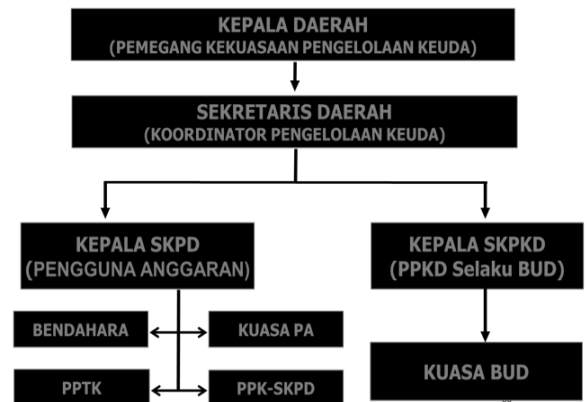 KEPALA DAERAH
(PEMEGANG KEKUASAAN PENGELOLAAN KEUDA)
SEKRETARIS DAERAH
(KOORDINATOR PENGELOLAAN KEUDA)
KEPALA SKPD
(PENGGUNA ANGGARAN)
KEPALA SKPKD
(PPKD Selaku BUD)
BENDAHARA
KUASA PA
PPTK
PPK-SKPD
KUASA BUD